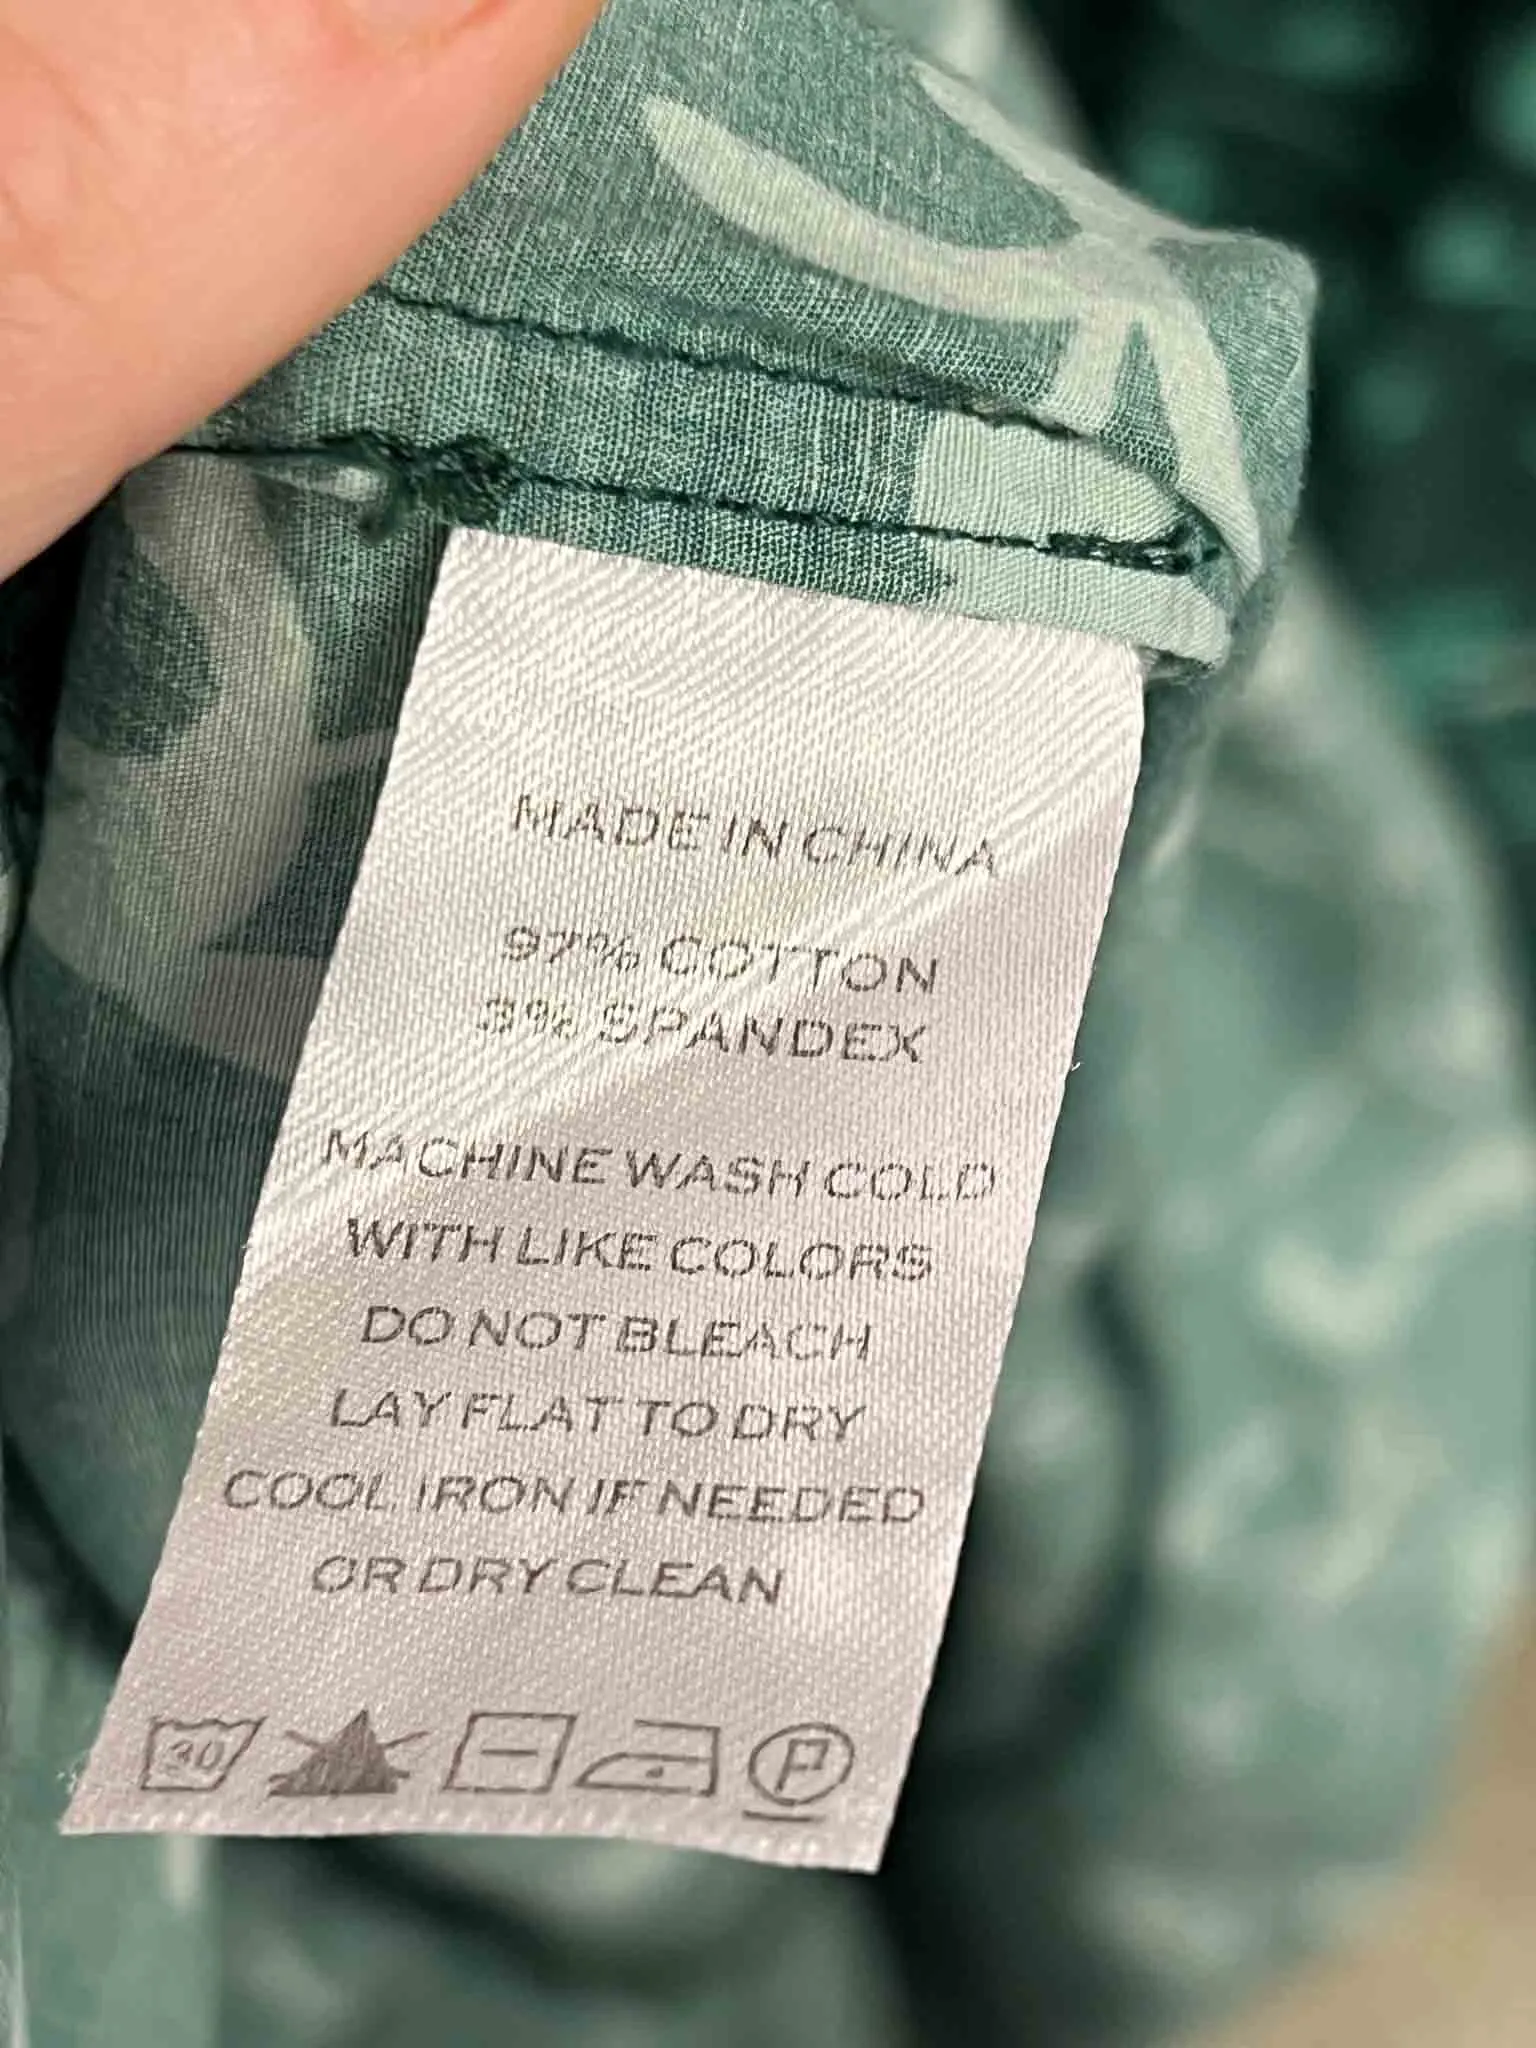 MADE IN CHINA
97% COTTON
3% SPANDEX
MACHINE WASH COLD
WITH LIKE COLORS
DO NOT BLEACH
LAY FLAT TO DRY
COOL IRON IF NEEDED
OR DRY CLEAN
30 P